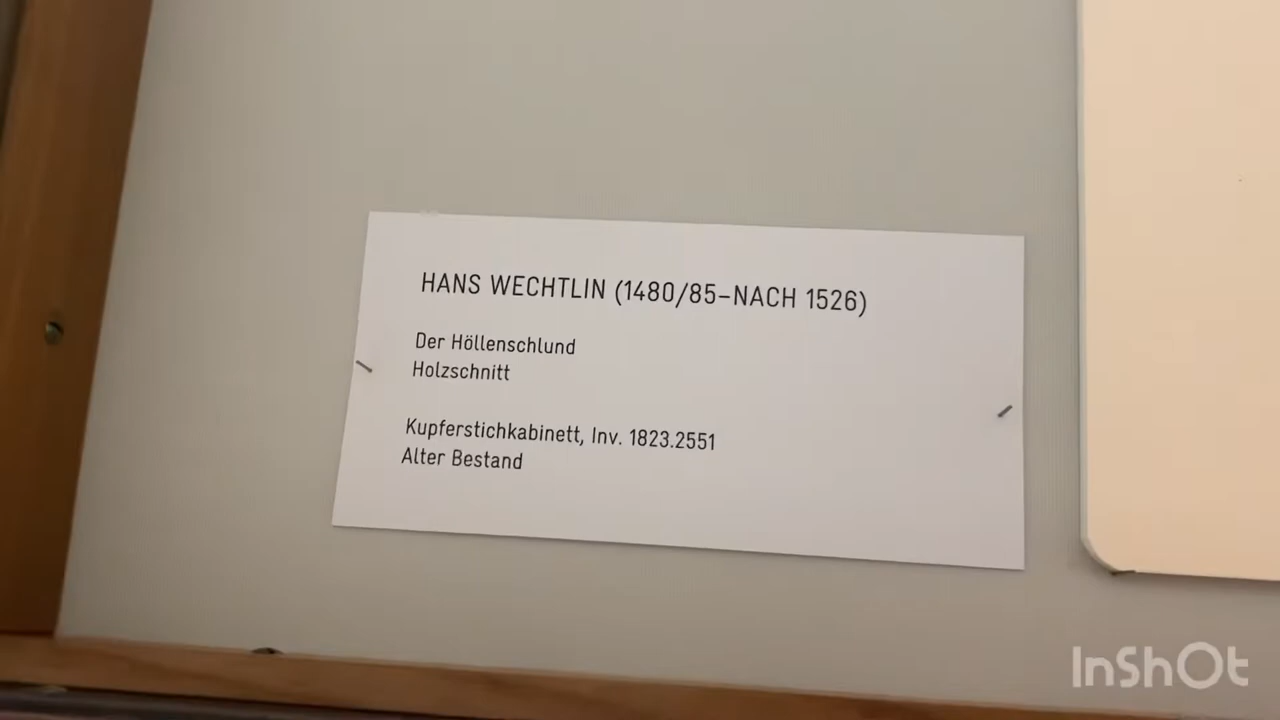 HANS WECHTLIN (1480/85–NACH 1526)
Der Höllenschlund
Holzschnitt
Kupferstichkabinett, Inv. 1823.2551
Alter Bestand
InShOt